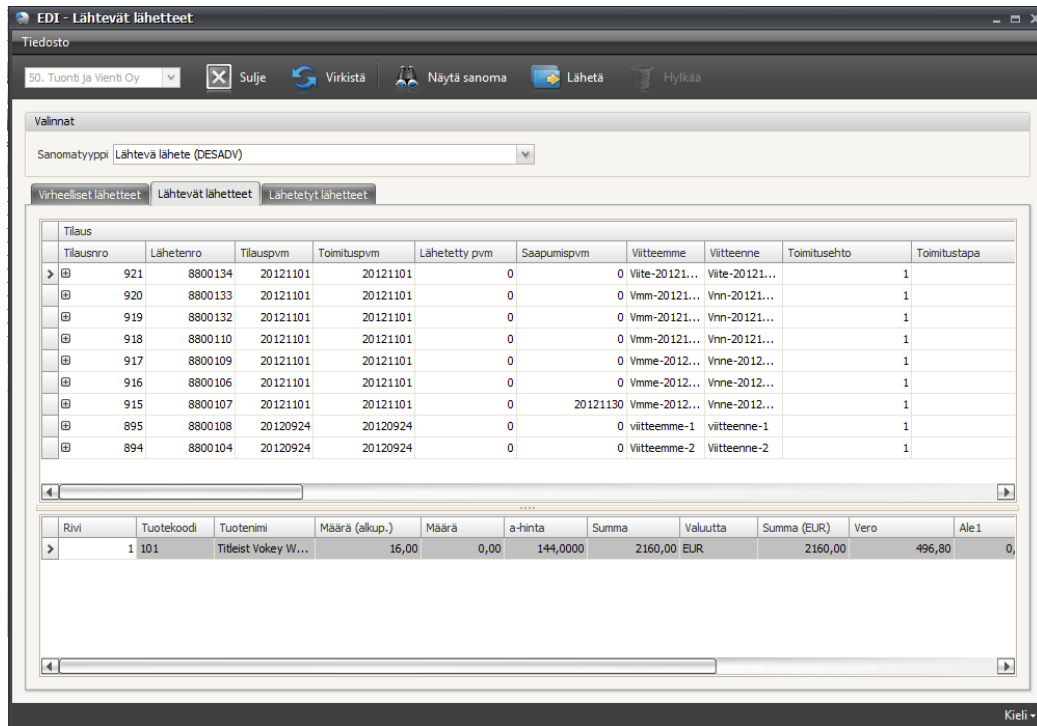 EDI - Lähtevät lähetteet
Tiedosto
50. Tuonti ja Vienti Oy Sulje Virkistä Näytä sanoma Lähetä Hylkää
Valinnat
Sanomatyyppi Lähtevä lähete (DESADV)
Virheelliset lähetteet Lähtevät lähetteet Lähetetyt lähetteet
Tilaus
Tilausnro Lähetenro Tilauspvm Toimituspvm Lähetetty pvm Saapumispvm Viitteemme Viitteenne Toimitusehto Toimitustapa
921 8800134 20121101 20121101 0 0 Viite-20121... Viite-20121... 1
920 8800133 20121101 20121101 0 0 Vmm-20121... Vnn-20121... 1
919 8800132 20121101 20121101 0 0 Vmm-20121... Vnn-20121... 1
918 8800110 20121101 20121101 0 0 Vmm-20121... Vnn-20121... 1
917 8800109 20121101 20121101 0 0 Vmme-2012... Vnne-2012... 1
916 8800106 20121101 20121101 0 0 Vmme-2012... Vnne-2012... 1
915 8800107 20121101 20121101 0 20121130 Vmme-2012... Vnne-2012... 1
895 8800108 20120924 20120924 0 0 viitteemme-1 viitteenne-1 1
894 8800104 20120924 20120924 0 0 Viitteemme-2 Viitteenne-2 1
Rivi Tuotekoodi Tuotenimi Määrä (alkup.) Määrä a-hinta Summa Valuutta Summa (EUR) Vero Ale1
1 101 Titleist Vokey W... 16,00 0,00 144,0000 2160,00 EUR 2160,00 496,80 0,
Kieli